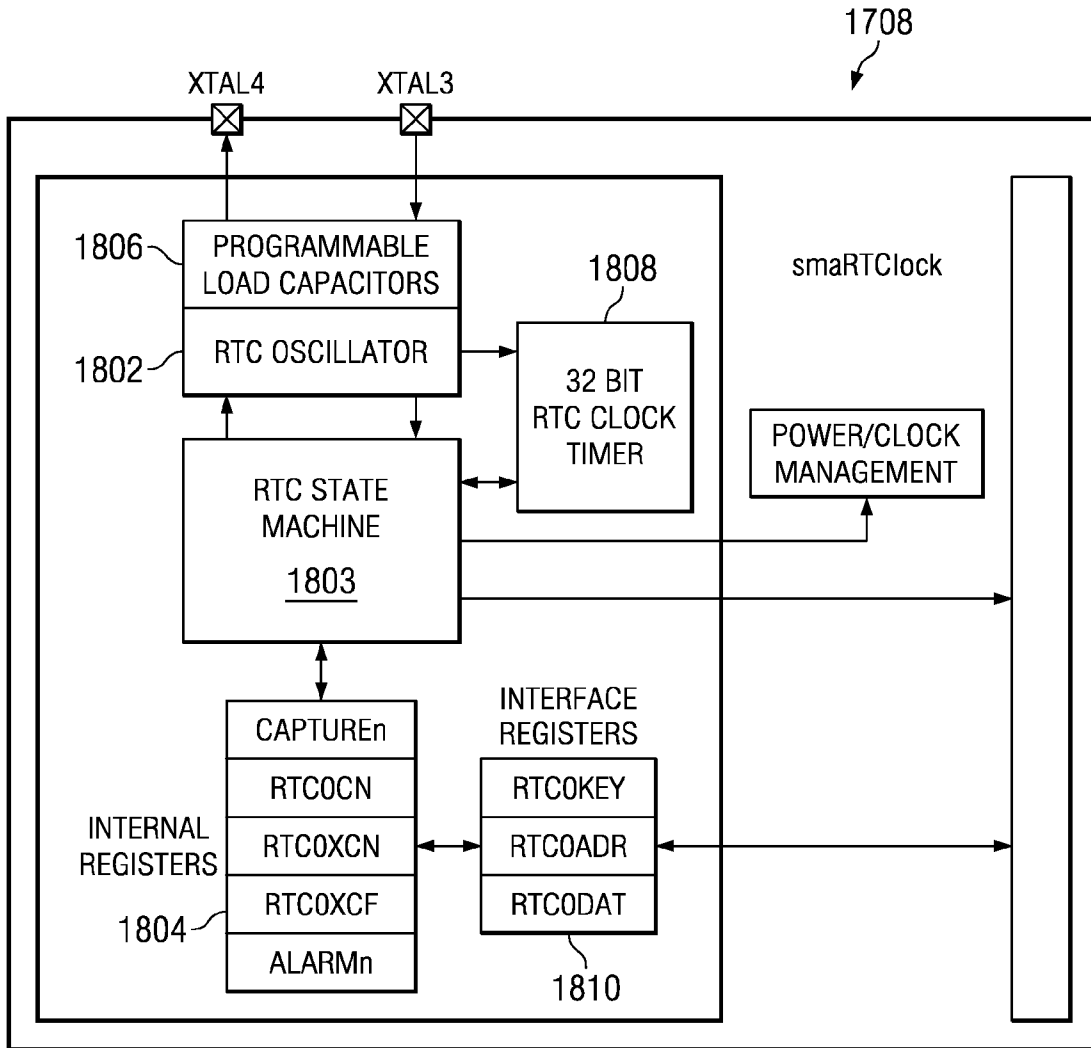 1708
XTAL4
XTAL3
1806
PROGRAMMABLE
LOAD CAPACITORS
1808
smaRTClock
1802
RTC OSCILLATOR
32 BIT
RTC CLOCK
TIMER
POWER/CLOCK
MANAGEMENT
RTC STATE
MACHINE
1803
INTERFACE
REGISTERS
CAPTUREn
RTC0CN
RTC0XCN
RTC0XCF
ALARMn
INTERNAL
REGISTERS
1804
RTC0KEY
RTC0ADR
RTC0DAT
1810